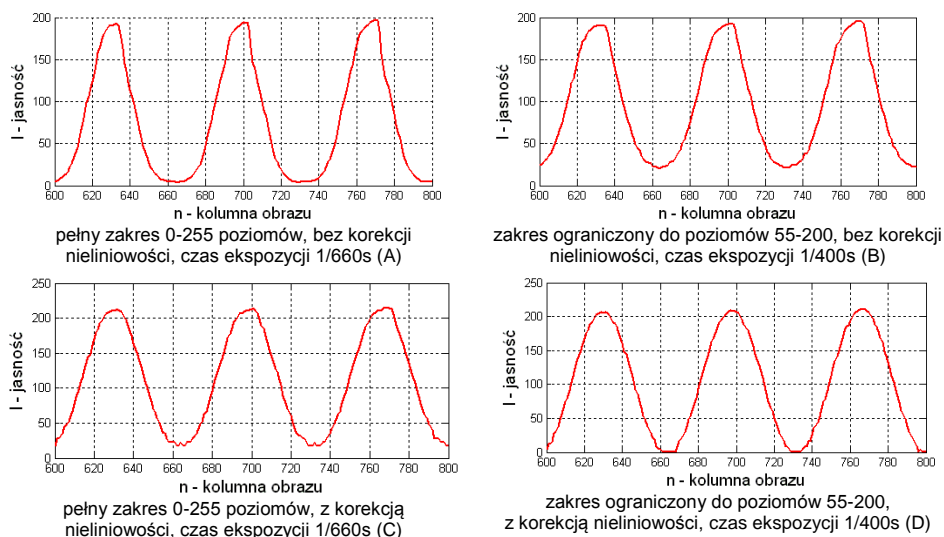 200
150
100
50
0
I - jasność
600 620 640 660 680 700 720 740 760 780 800
n - kolumna obrazu
pełny zakres 0-255 poziomów, bez korekcji
nieliniowości, czas ekspozycji 1/660s (A)
200
150
100
50
0
I - jasność
600 620 640 660 680 700 720 740 760 780 800
n - kolumna obrazu
zakres ograniczony do poziomów 55-200, bez korekcji
nieliniowości, czas ekspozycji 1/400s (B)
250
200
150
100
50
0
I - jasność
600 620 640 660 680 700 720 740 760 780 800
n - kolumna obrazu
pełny zakres 0-255 poziomów, z korekcją
nieliniowości, czas ekspozycji 1/660s (C)
250
200
150
100
50
0
I - jasność
600 620 640 660 680 700 720 740 760 780 800
n - kolumna obrazu
zakres ograniczony do poziomów 55-200,
z korekcją nieliniowości, czas ekspozycji 1/400s (D)